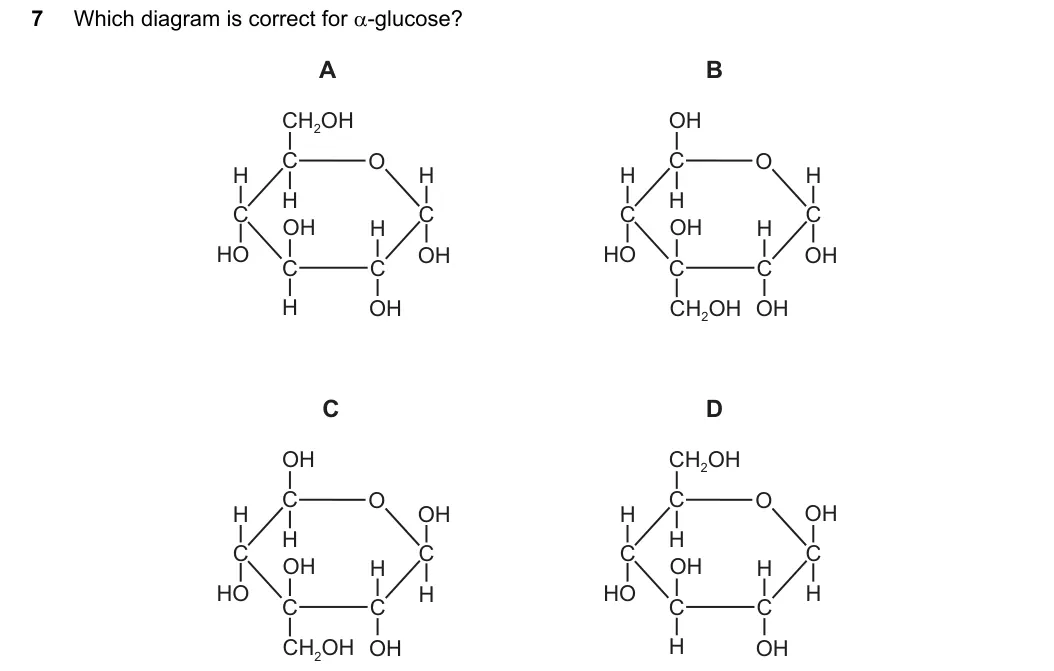 7 Which diagram is correct for α-glucose?
A B
CH₂OH OH
C O C O
H H H H
H H
C C C C
OH H OH H
HO OH HO OH
C C C C
H OH CH₂OH OH
C D
OH CH₂OH
C O C O
H OH H OH
H H
C C C C
OH H OH H
HO H HO H
C C C C
CH₂OH OH H OH